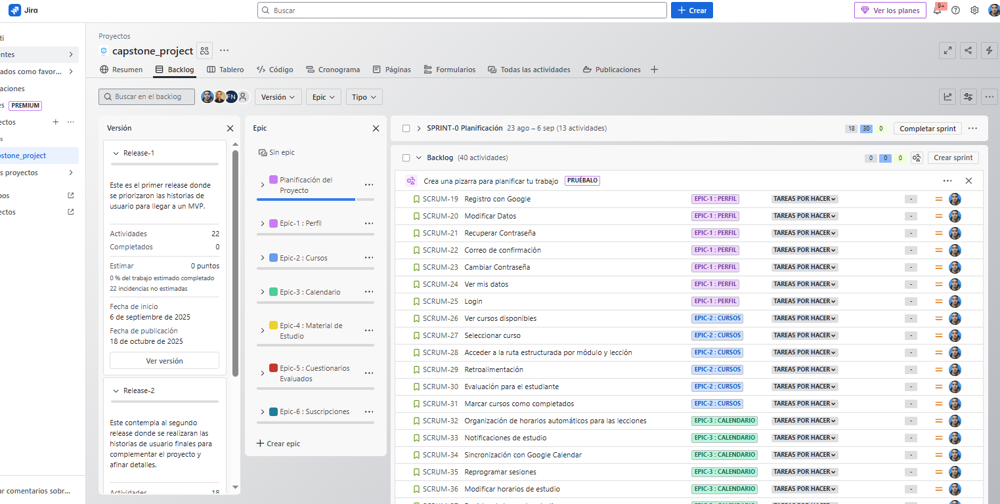 Jira
Buscar
Crear
Ver los planes
9+
Proyectos
capstone_project
Resumen
Backlog
Tablero
Código
Cronograma
Páginas
Formularios
Todas las actividades
Publicaciones
ti
entes
ados como favor...
aciones
es PREMIUM
ectos
s
pstone_project
s proyectos
pos
ectos
ar comentarios sobr...
Buscar en el backlog
FN
Versión
Epic
Tipo
Versión
Release-1
Este es el primer release donde
se priorizaron las historias de
usuario para llegar a un MVP.
Actividades 22
Completados 0
Estimar 0 puntos
0 % del trabajo estimado completado
22 incidencias no estimadas
Fecha de inicio
6 de septiembre de 2025
Fecha de publicación
18 de octubre de 2025
Ver versión
Release-2
Este contempla al segundo
release donde se realizaran las
historias de usuario finales para
complementar el proyecto y
afinar detalles.
Actividades 18
Epic
Sin epic
Planificación del
Proyecto
Epic-1 : Perfil
Epic-2 : Cursos
Epic-3 : Calendario
Epic-4 : Material de
Estudio
Epic-5 : Cuestionarios
Evaluados
Epic-6 : Suscripciones
Crear epic
SPRINT-0 Planificación 23 ago – 6 sep (13 actividades) 18 30 0 Completar sprint
Backlog (40 actividades) 0 0 0 Crear sprint
Crea una pizarra para planificar tu trabajo PRUÉBALO
SCRUM-19 Registro con Google EPIC-1 : PERFIL TAREAS POR HACER -
SCRUM-20 Modificar Datos EPIC-1 : PERFIL TAREAS POR HACER -
SCRUM-21 Recuperar Contraseña EPIC-1 : PERFIL TAREAS POR HACER -
SCRUM-22 Correo de confirmación EPIC-1 : PERFIL TAREAS POR HACER -
SCRUM-23 Cambiar Contraseña EPIC-1 : PERFIL TAREAS POR HACER -
SCRUM-24 Ver mis datos EPIC-1 : PERFIL TAREAS POR HACER -
SCRUM-25 Login EPIC-1 : PERFIL TAREAS POR HACER -
SCRUM-26 Ver cursos disponibles EPIC-2 : CURSOS TAREAS POR HACER -
SCRUM-27 Seleccionar curso EPIC-2 : CURSOS TAREAS POR HACER -
SCRUM-28 Acceder a la ruta estructurada por módulo y lección EPIC-2 : CURSOS TAREAS POR HACER -
SCRUM-29 Retroalimentación EPIC-2 : CURSOS TAREAS POR HACER -
SCRUM-30 Evaluación para el estudiante EPIC-2 : CURSOS TAREAS POR HACER -
SCRUM-31 Marcar cursos como completados EPIC-2 : CURSOS TAREAS POR HACER -
SCRUM-32 Organización de horarios automáticos para las lecciones EPIC-3 : CALENDARIO TAREAS POR HACER -
SCRUM-33 Notificaciones de estudio EPIC-3 : CALENDARIO TAREAS POR HACER -
SCRUM-34 Sincronización con Google Calendar EPIC-3 : CALENDARIO TAREAS POR HACER -
SCRUM-35 Reprogramar sesiones EPIC-3 : CALENDARIO TAREAS POR HACER -
SCRUM-36 Modificar horarios de estudio EPIC-3 : CALENDARIO TAREAS POR HACER -